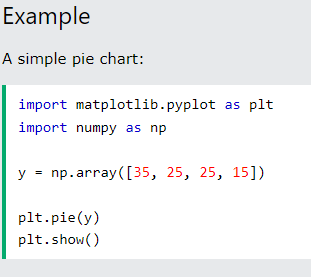 Example
A simple pie chart:
import matplotlib.pyplot as plt
import numpy as np
y = np.array([35, 25, 25, 15])
plt.pie(y)
plt.show()